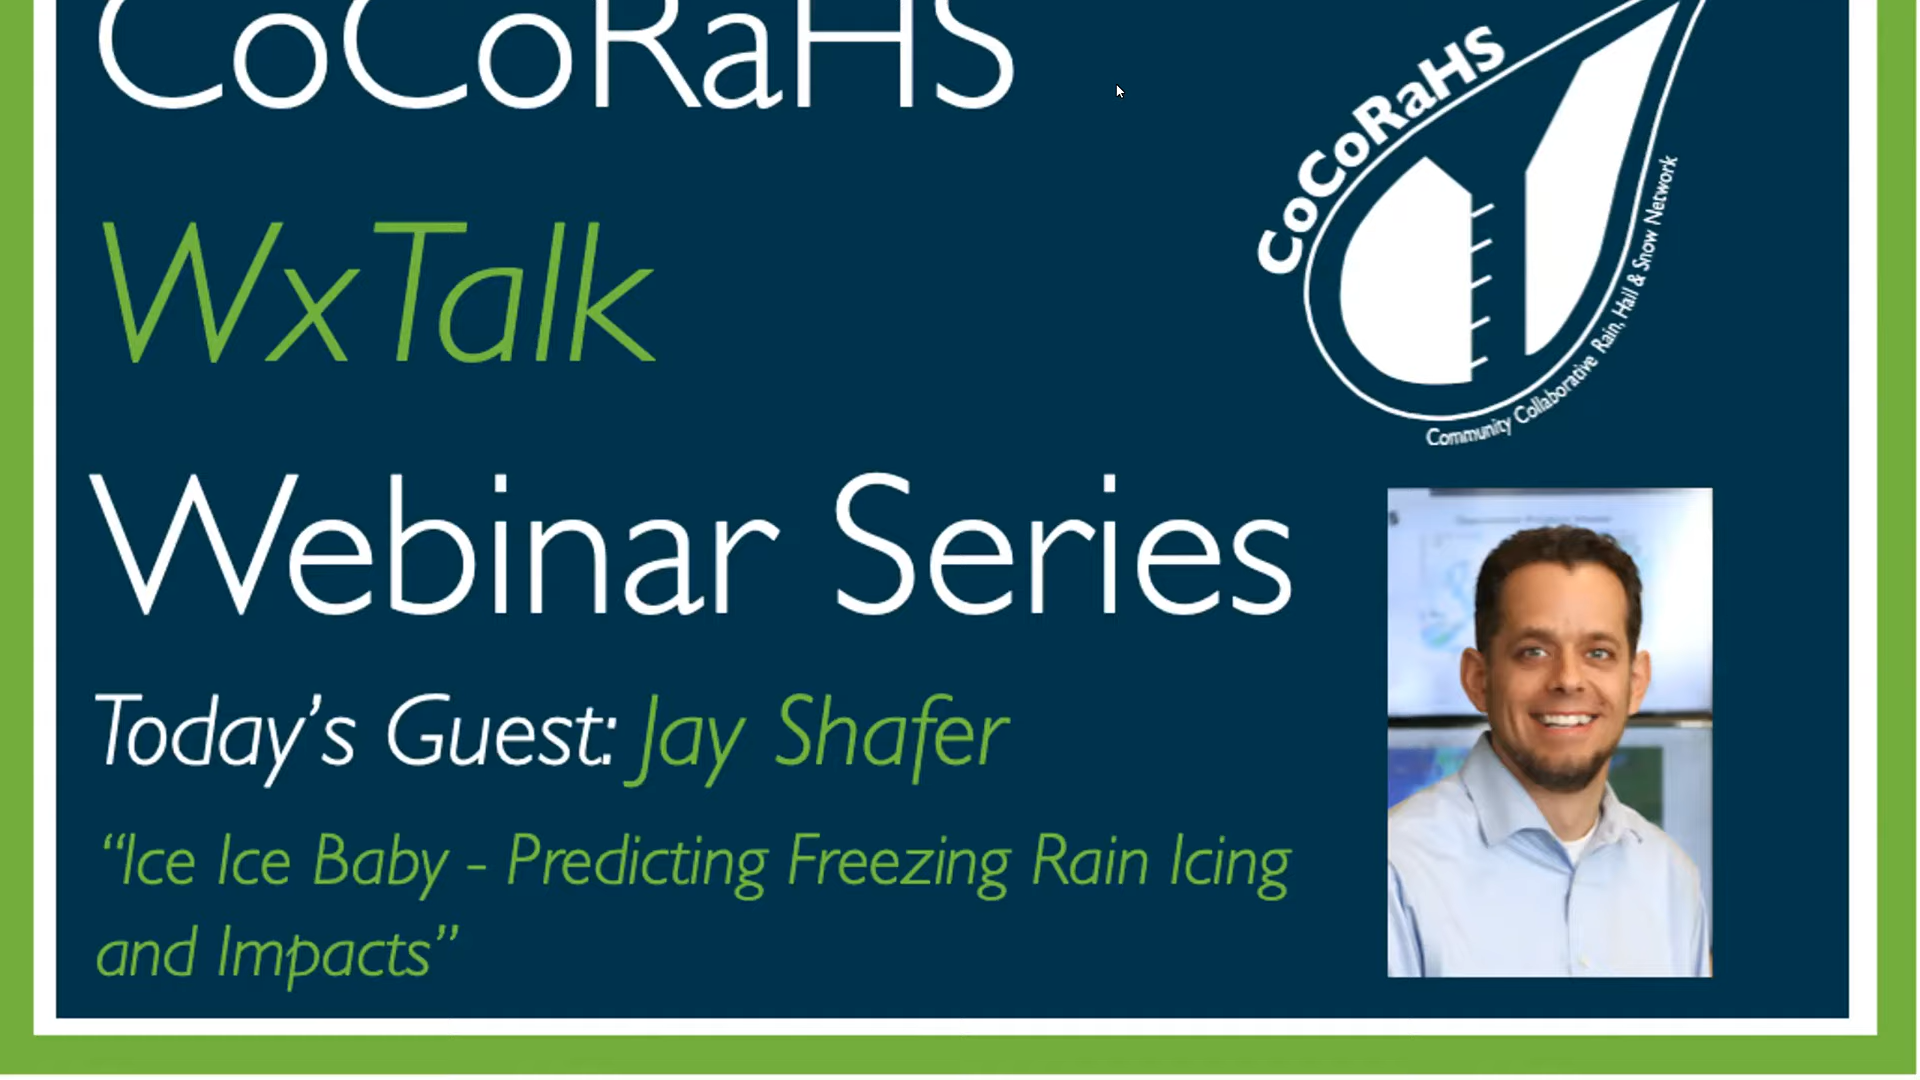 CoCoRaHS
WxTalk
Webinar Series
Today’s Guest: Jay Shafer
“Ice Ice Baby - Predicting Freezing Rain Icing
and Impacts”
CoCoRaHS
Community Collaborative Rain, Hail & Snow Network